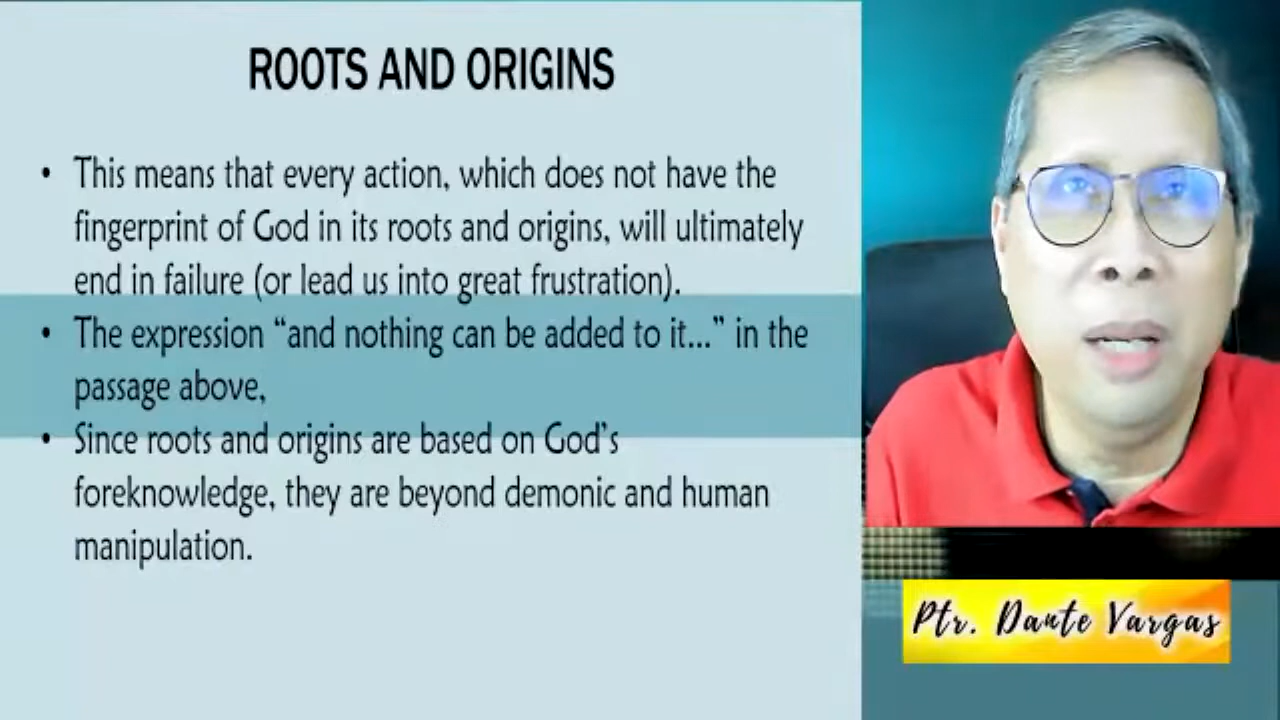 ROOTS AND ORIGINS
• This means that every action, which does not have the
fingerprint of God in its roots and origins, will ultimately
end in failure (or lead us into great frustration).
• The expression “and nothing can be added to it...” in the
passage above,
• Since roots and origins are based on God’s
foreknowledge, they are beyond demonic and human
manipulation.
Ptr. Dante Vargas